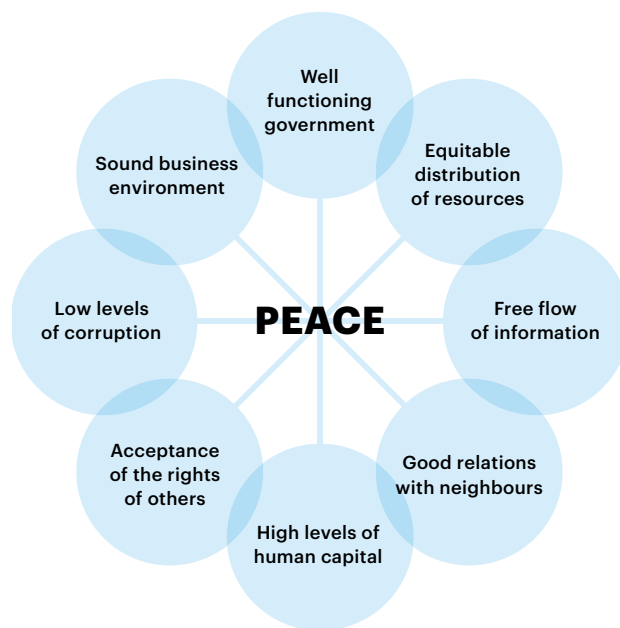 Well
functioning
government
Equitable
distribution
of resources
Free flow
of information
Good relations
with neighbours
High levels of
human capital
Acceptance
of the rights
of others
Low levels
of corruption
Sound business
environment
PEACE